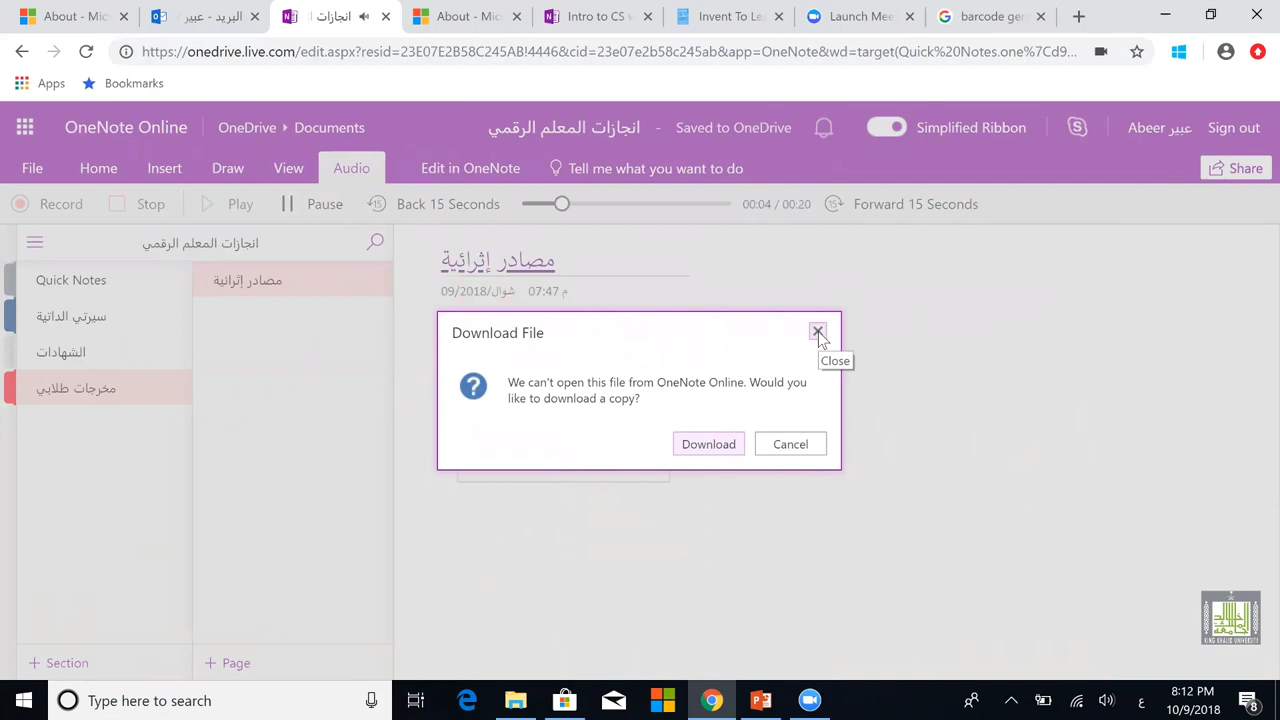 About - Mic
البريد - عبير
انجازات
About - Mic
Intro to CS
Invent To Le
Launch Mee
barcode gen
https://onedrive.live.com/edit.aspx?resid=23E07E2B58C245AB!4446&cid=23e07e2b58c245ab&app=OneNote&wd=target(Quick%20Notes.one%7Cd9...
Apps
Bookmarks
OneNote Online
OneDrive
Documents
انجازات المعلم الرقمي - Saved to OneDrive
Simplified Ribbon
Abeer عبير
Sign out
File
Home
Insert
Draw
View
Audio
Edit in OneNote
Tell me what you want to do
Share
Record
Stop
Play
Pause
15 Back 15 Seconds
00:04 / 00:20
15 Forward 15 Seconds
انجازات المعلم الرقمي
Quick Notes
سيرتي الذاتية
الشهادات
مخرجات طلابي
مصادر إثرائية
مصادر إثرائية
09/شوال/2018 07:47 م
Download File
Close
We can't open this file from OneNote Online. Would you
like to download a copy?
Download
Cancel
+ Section
+ Page
KING KHALID UNIVERSITY
Type here to search
ع
8:12 PM
10/9/2018
8